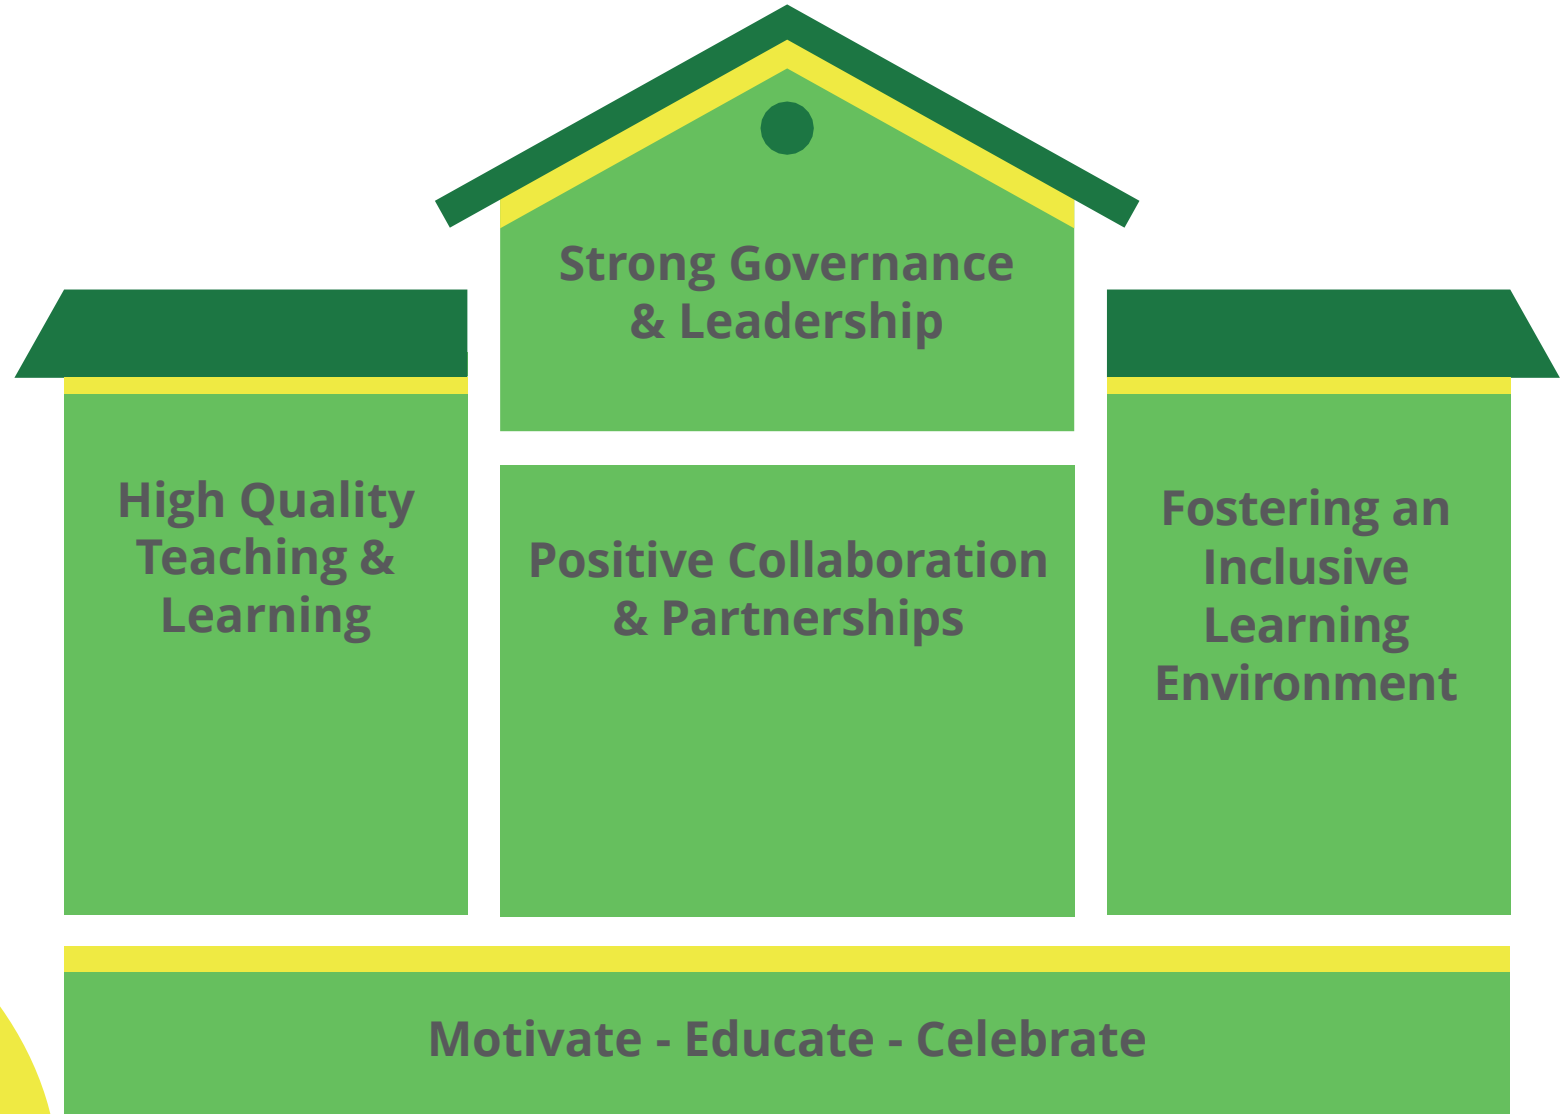 Strong Governance
& Leadership
High Quality
Teaching &
Learning
Positive Collaboration
& Partnerships
Fostering an
Inclusive
Learning
Environment
Motivate - Educate - Celebrate